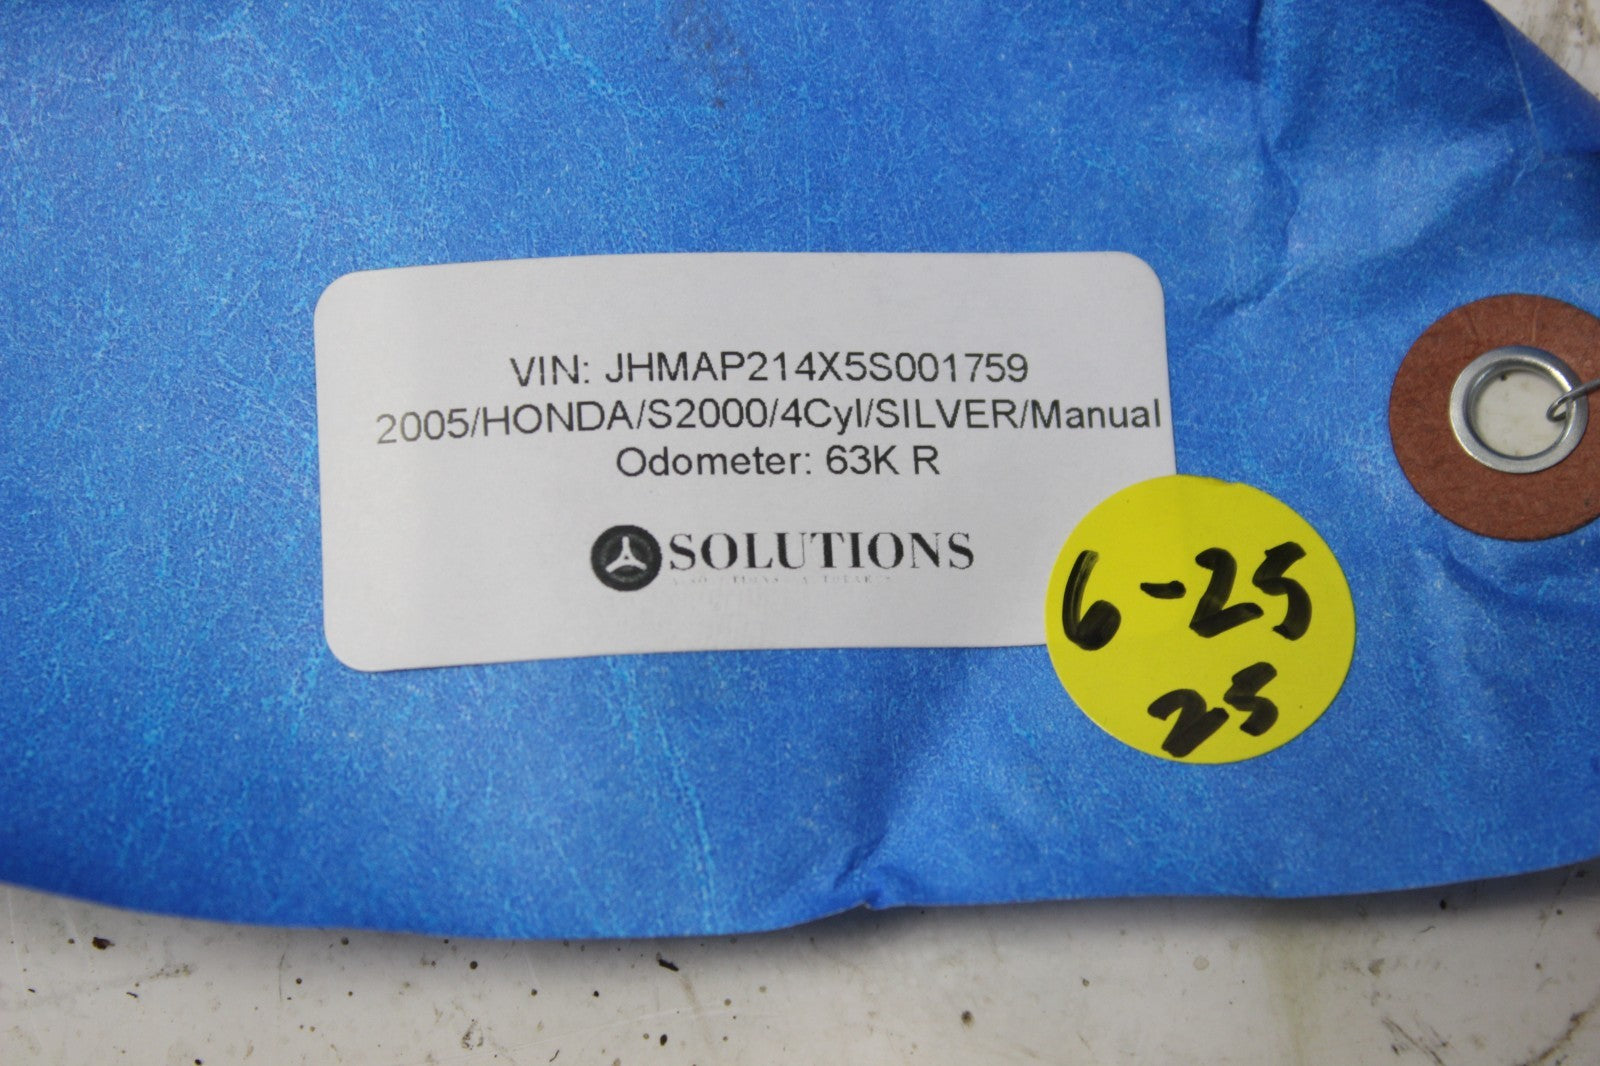 VIN: JHMAP214X5S001759
2005/HONDA/S2000/4Cyl/SILVER/Manual
Odometer: 63K R
SOLUTIONS
6-25
25